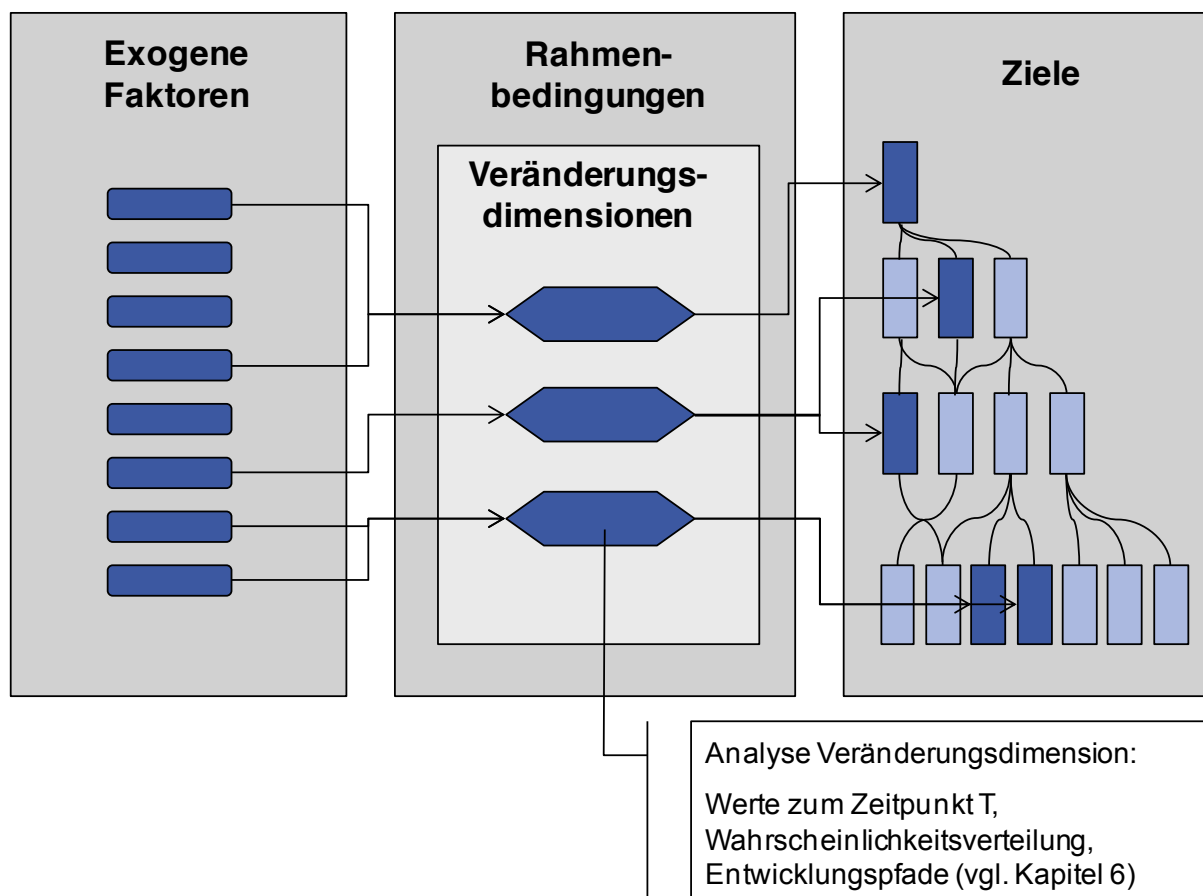 Exogene
Faktoren
Rahmen-
bedingungen
Ziele
Veränderungs-
dimensionen
Analyse Veränderungsdimension:
Werte zum Zeitpunkt T,
Wahrscheinlichkeitsverteilung,
Entwicklungspfade (vgl. Kapitel 6)